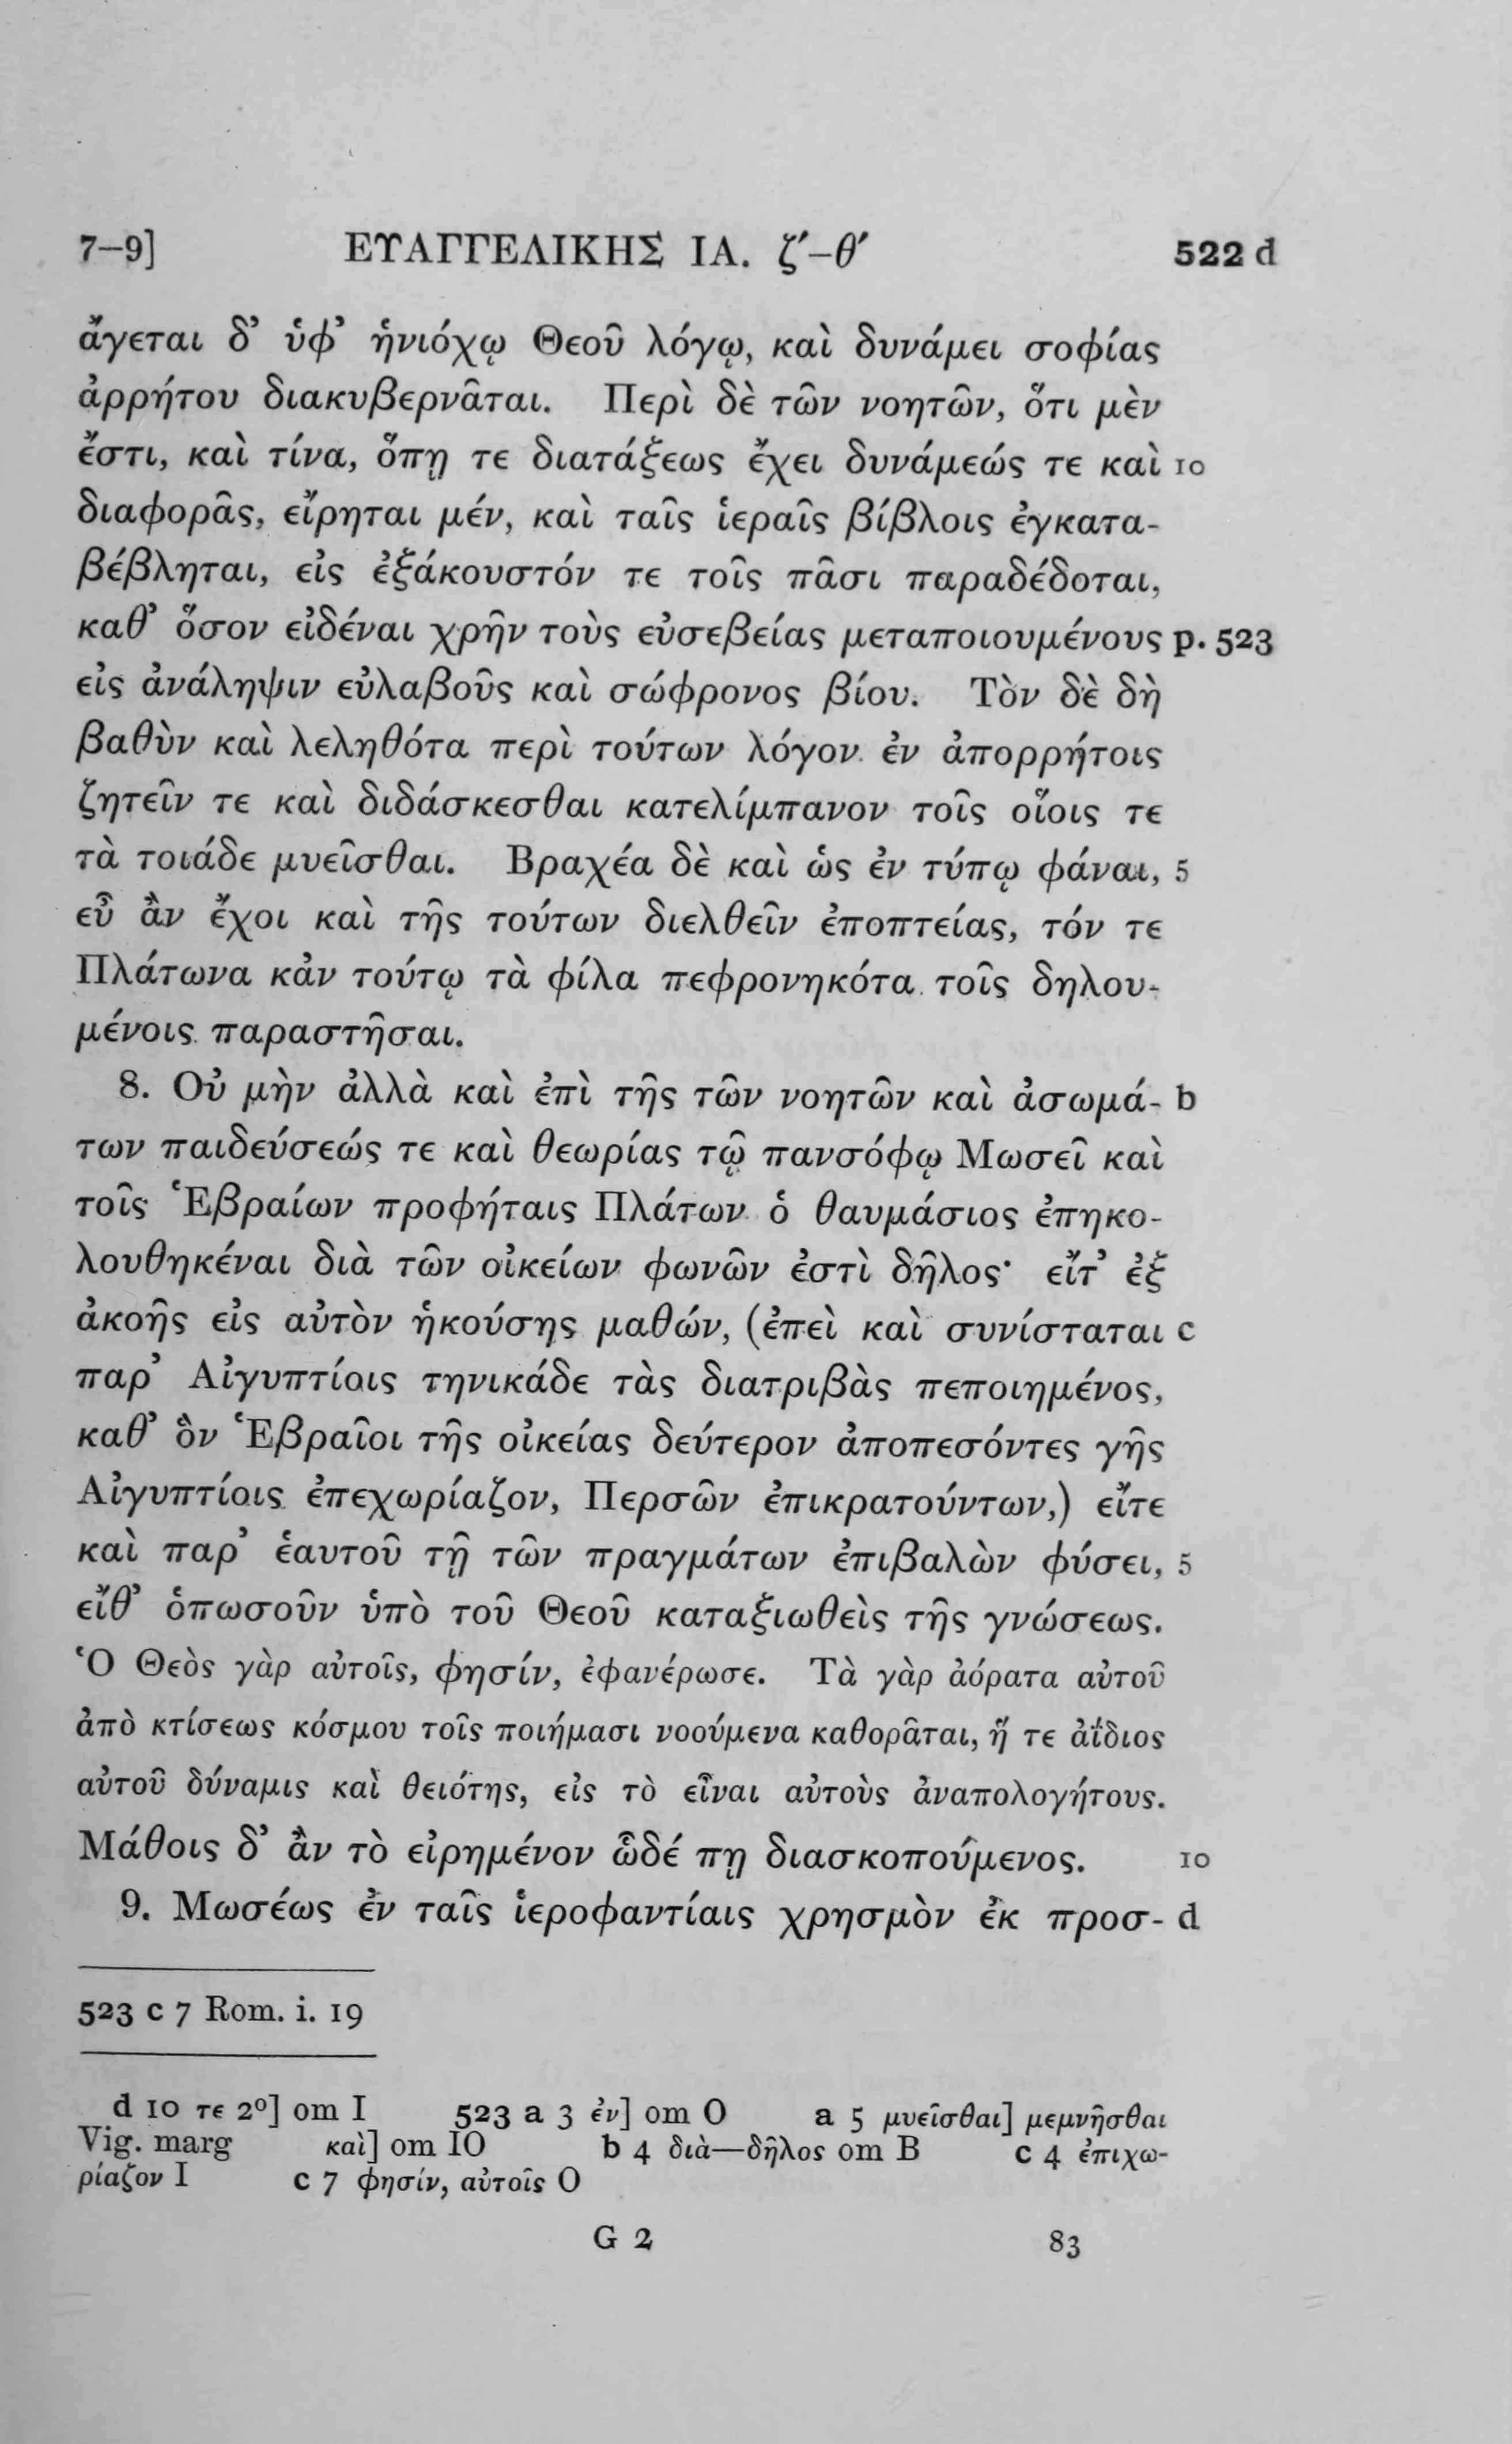 7–9] ΕΥΑΓΓΕΛΙΚΗΣ ΙΑ. ζ′–θ′ 522 d
ἄγεται δ’ ὑφ’ ἡνιόχῳ Θεοῦ λόγῳ, καὶ δυνάμει σοφίας
ἀρρήτου διακυβερνᾶται. Περὶ δὲ τῶν νοητῶν, ὅτι μὲν
ἔστι, καὶ τίνα, ὅπῃ τε διατάξεως ἔχει δυνάμεώς τε καὶ 10
διαφορᾶς, εἴρηται μέν, καὶ ταῖς ἱεραῖς βίβλοις ἐγκατα-
βέβληται, εἰς ἐξάκουστόν τε τοῖς πᾶσι παραδέδοται,
καθ’ ὅσον εἰδέναι χρῆν τοὺς εὐσεβείας μεταποιουμένους p. 523
εἰς ἀνάληψιν εὐλαβοῦς καὶ σώφρονος βίου. Τὸν δὲ δὴ
βαθὺν καὶ λεληθότα περὶ τούτων λόγον ἐν ἀπορρήτοις
ζητεῖν τε καὶ διδάσκεσθαι κατελίμπανον τοῖς οἵοις τε
τὰ τοιάδε μυεῖσθαι. Βραχέα δὲ καὶ ὡς ἐν τύπῳ φάναι, 5
εὖ ἂν ἔχοι καὶ τῆς τούτων διελθεῖν ἐποπτείας, τόν τε
Πλάτωνα κἀν τούτῳ τὰ φίλα πεφρονηκότα τοῖς δηλου-
μένοις παραστῆσαι.
8. Οὐ μὴν ἀλλὰ καὶ ἐπὶ τῆς τῶν νοητῶν καὶ ἀσωμά- b
των παιδεύσεώς τε καὶ θεωρίας τῷ πανσόφῳ Μωσεῖ καὶ
τοῖς Ἑβραίων προφήταις Πλάτων ὁ θαυμάσιος ἐπηκο-
λουθηκέναι διὰ τῶν οἰκείων φωνῶν ἐστὶ δῆλος· εἴτ’ ἐξ
ἀκοῆς εἰς αὐτὸν ἡκούσης μαθών, (ἐπεὶ καὶ συνίσταται c
παρ’ Αἰγυπτίοις τηνικάδε τὰς διατριβὰς πεποιημένος,
καθ’ ὃν Ἑβραῖοι τῆς οἰκείας δεύτερον ἀποπεσόντες γῆς
Αἰγυπτίοις ἐπεχωρίαζον, Περσῶν ἐπικρατούντων,) εἴτε
καὶ παρ’ ἑαυτοῦ τῇ τῶν πραγμάτων ἐπιβαλὼν φύσει, 5
εἴθ’ ὁπωσοῦν ὑπὸ τοῦ Θεοῦ καταξιωθεὶς τῆς γνώσεως.
Ὁ Θεὸς γὰρ αὐτοῖς, φησίν, ἐφανέρωσε. Τὰ γὰρ ἀόρατα αὐτοῦ
ἀπὸ κτίσεως κόσμου τοῖς ποιήμασι νοούμενα καθορᾶται, ἥ τε ἀΐδιος
αὐτοῦ δύναμις καὶ θειότης, εἰς τὸ εἶναι αὐτοὺς ἀναπολογήτους.
Μάθοις δ’ ἂν τὸ εἰρημένον ὧδέ πῃ διασκοπούμενος. 10
9. Μωσέως ἐν ταῖς ἱεροφαντίαις χρησμὸν ἐκ προσ- d
523 c 7 Rom. i. 19
d 10 τε 2º] om I 523 a 3 ἐν] om O a 5 μυεῖσθαι] μεμνῆσθαι
Vig. marg καὶ] om IO b 4 διὰ—δῆλος om B c 4 ἐπιχω-
ρίαζον I c 7 φησίν, αὐτοῖς O
G 2 83